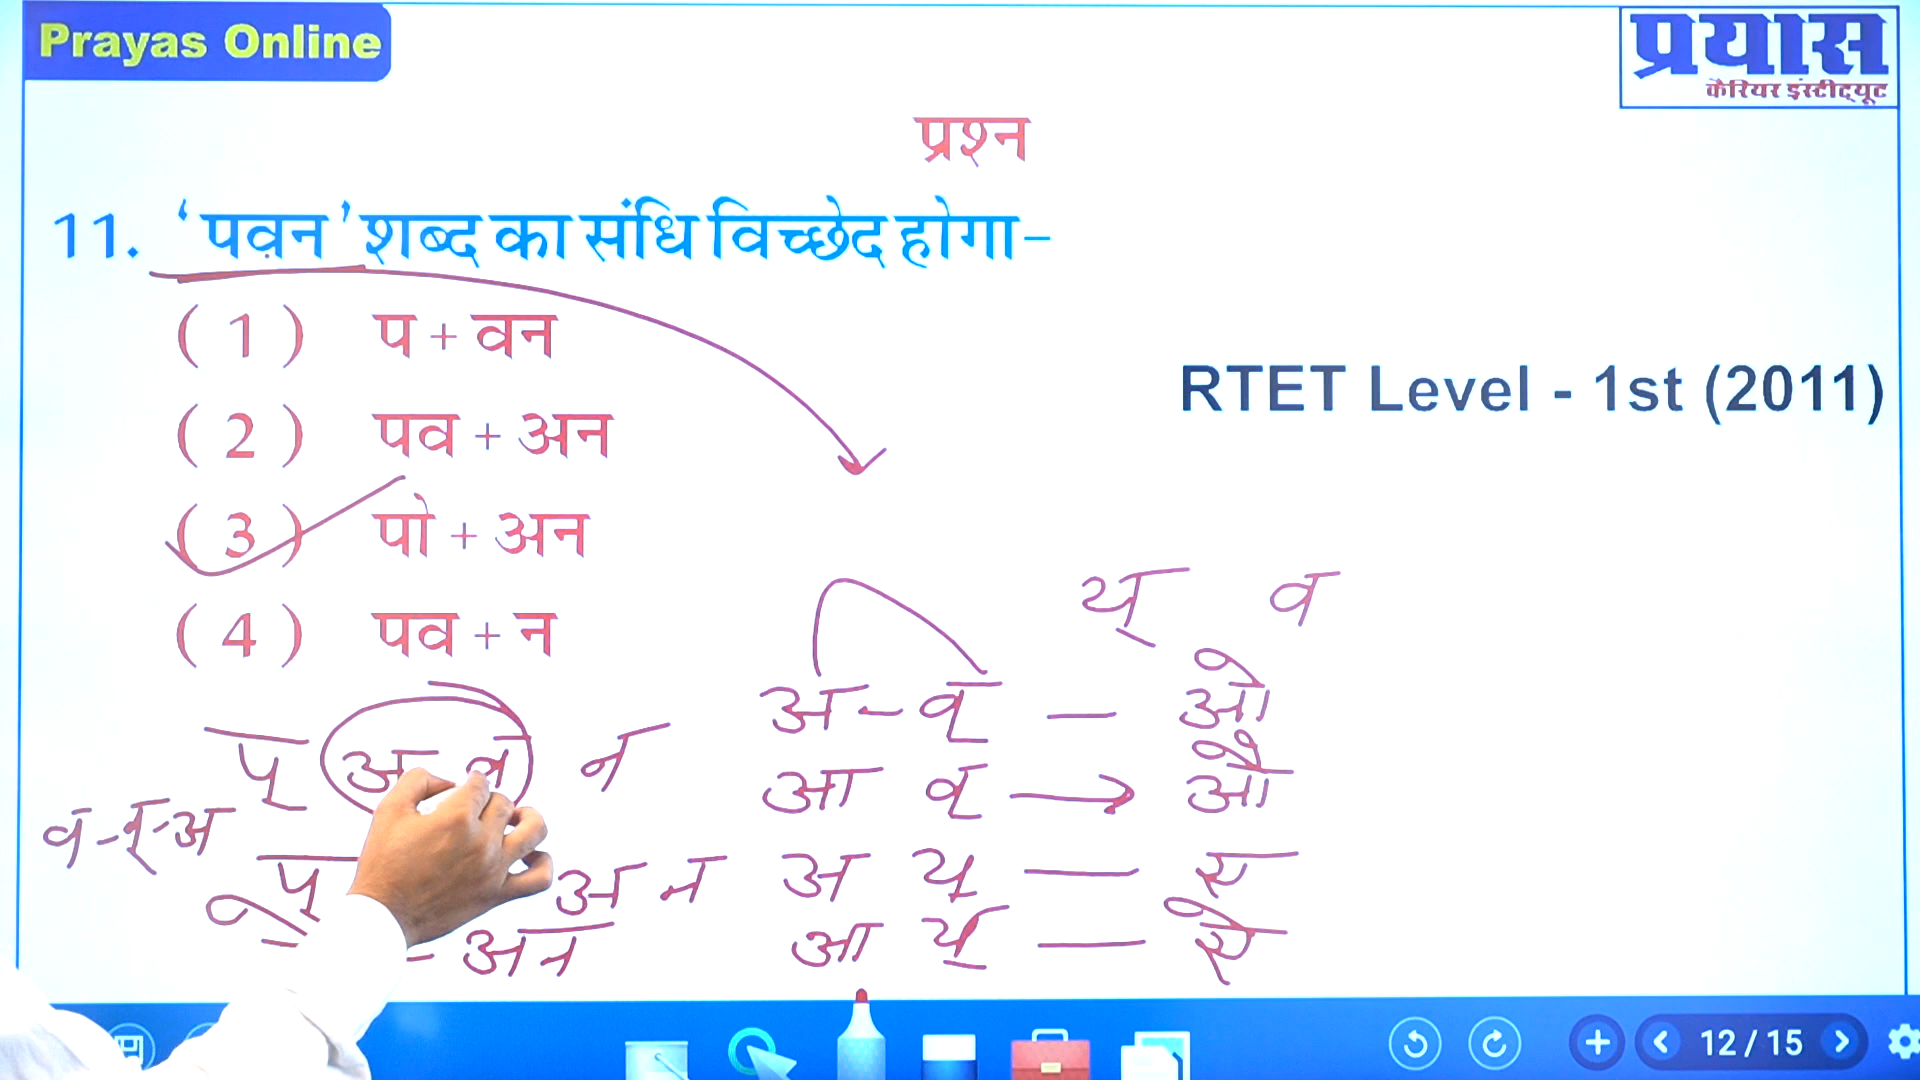 Prayas Online
प्रयास
कैरियर इंस्टीट्यूट
प्रश्न
11. ‘पवन’ शब्द का संधि विच्छेद होगा-
(1) प + वन
(2) पव + अन
RTET Level - 1st (2011)
(3) पो + अन
(4) पव + न
य् व
अ - व् — ओ
प् अ व न
आ व् → औ
व - व् - अ
अ य् — ए
प् अ न
आ य् — ऐ
- अन
12 / 15